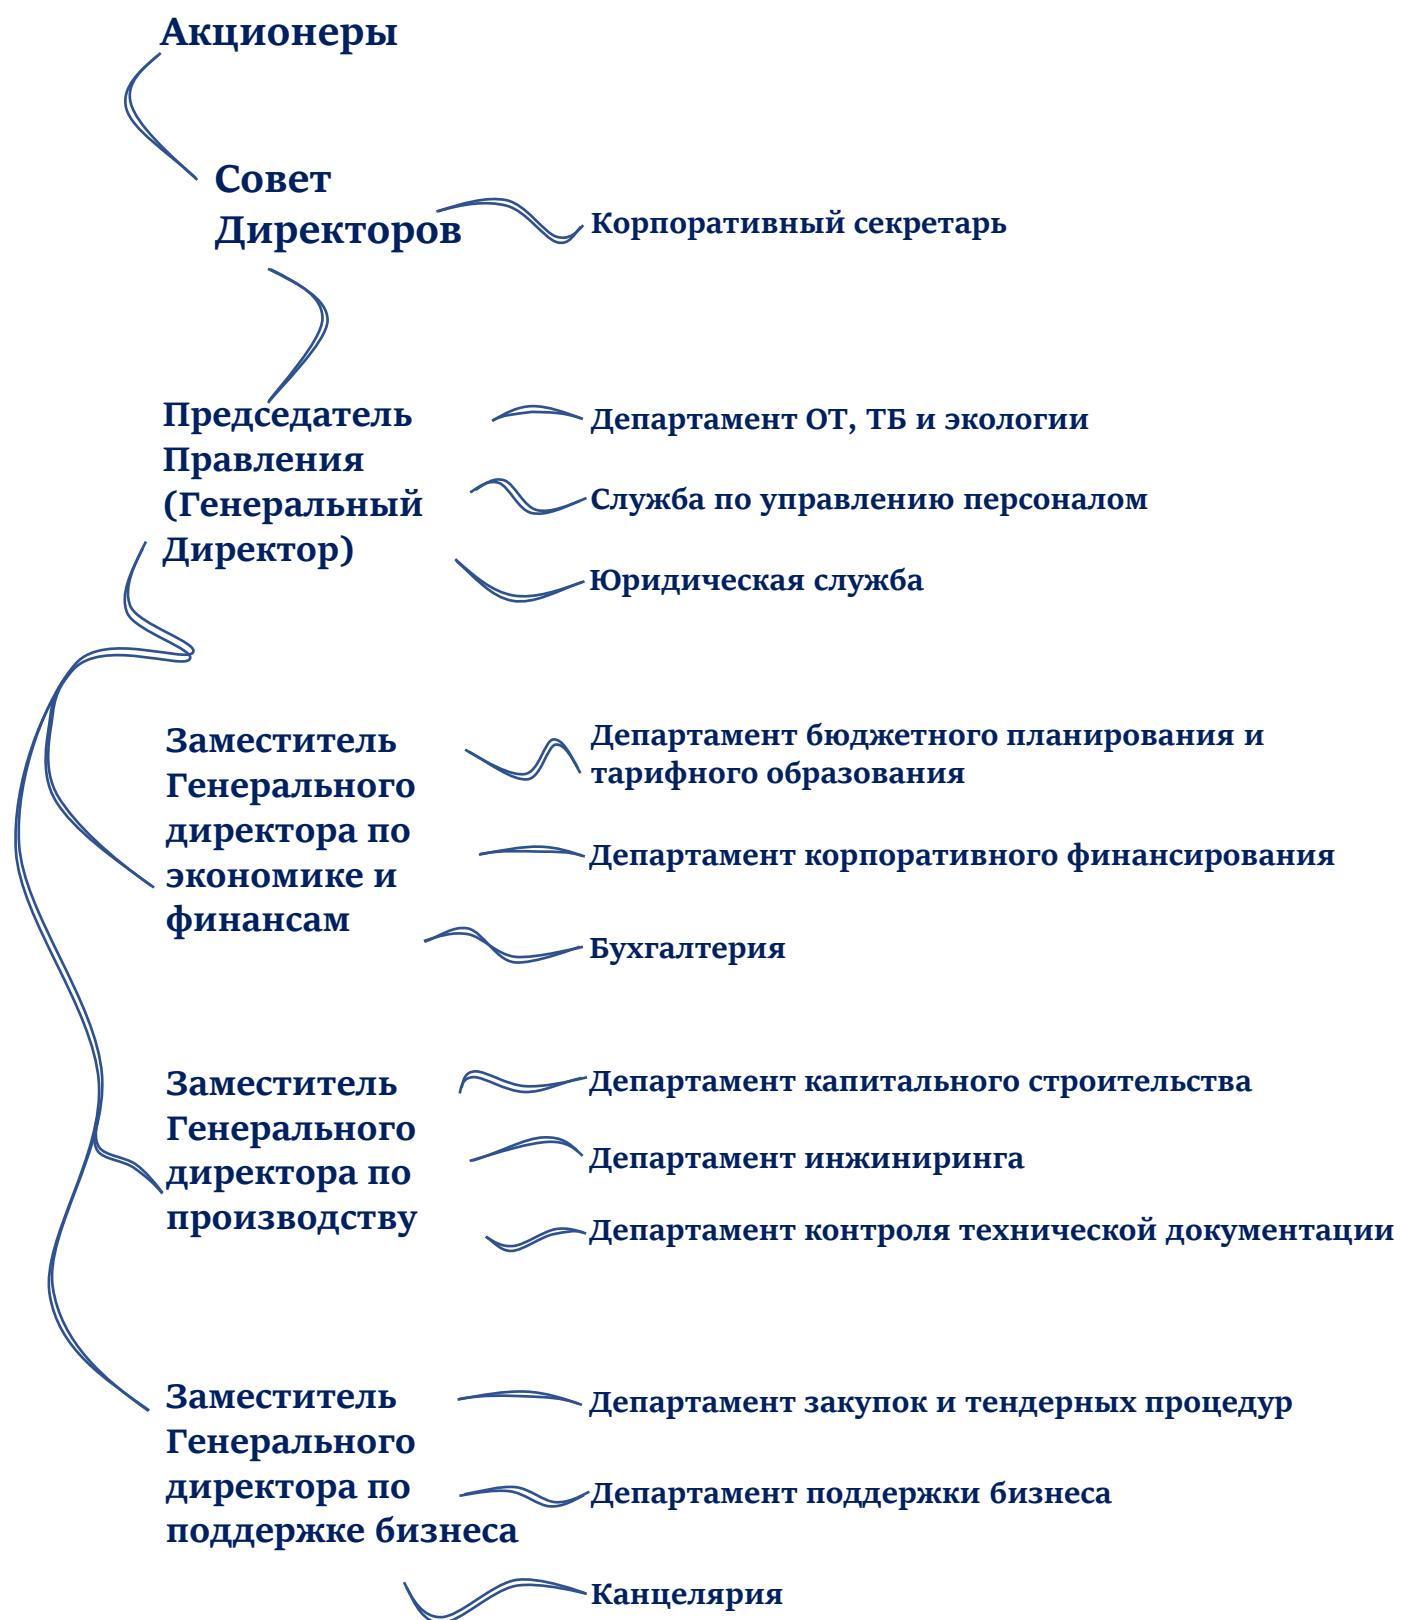 Акционеры
Совет
Директоров
Корпоративный секретарь
Председатель
Правления
(Генеральный
Директор)
Департамент ОТ, ТБ и экологии
Служба по управлению персоналом
Юридическая служба
Заместитель
Генерального
директора по
экономике и
финансам
Департамент бюджетного планирования и
тарифного образования
Департамент корпоративного финансирования
Бухгалтерия
Заместитель
Генерального
директора по
производству
Департамент капитального строительства
Департамент инжиниринга
Департамент контроля технической документации
Заместитель
Генерального
директора по
поддержке бизнеса
Департамент закупок и тендерных процедур
Департамент поддержки бизнеса
Канцелярия